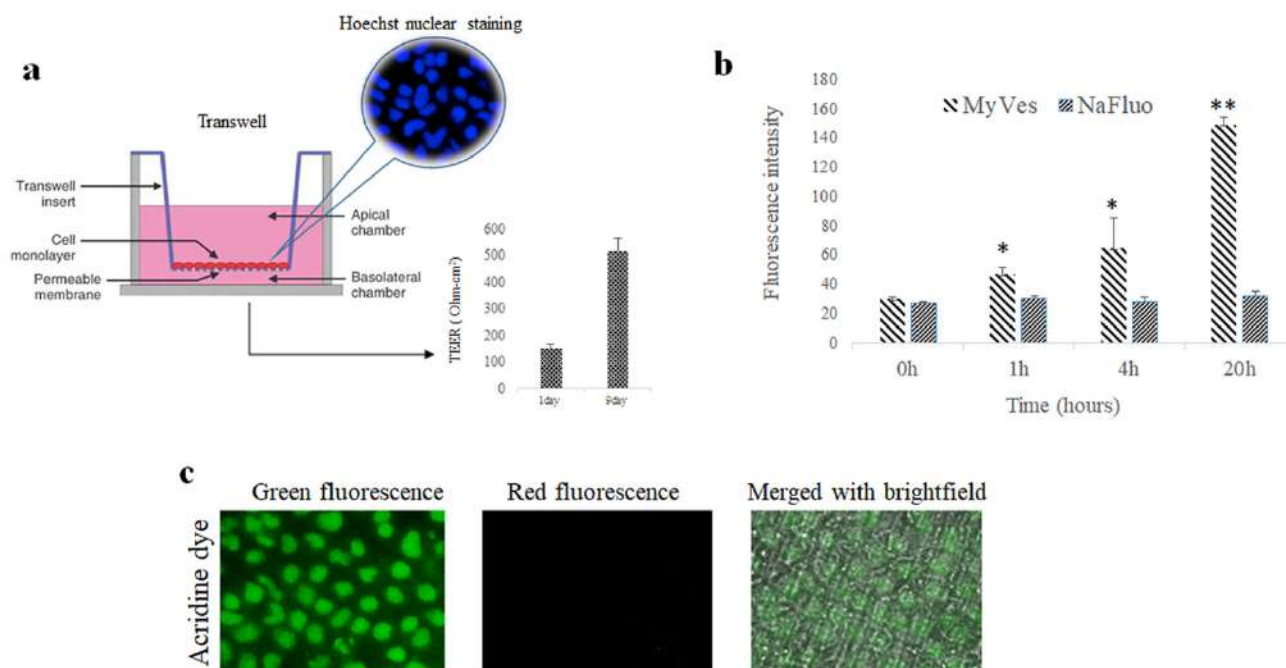 Hoechst nuclear staining
a
Transwell
Transwell
insert
Cell
monolayer
Permeable
membrane
Apical
chamber
Basolateral
chamber
TEER ( Ohm-cm²)
600
500
400
300
200
100
0
1day
9day
b
Fluorescence intensity
180
160
140
120
100
80
60
40
20
0
MyVes
NaFluo
*
*
**
0h
1h
4h
20h
Time (hours)
c
Green fluorescence
Red fluorescence
Merged with brightfield
Acridine dye